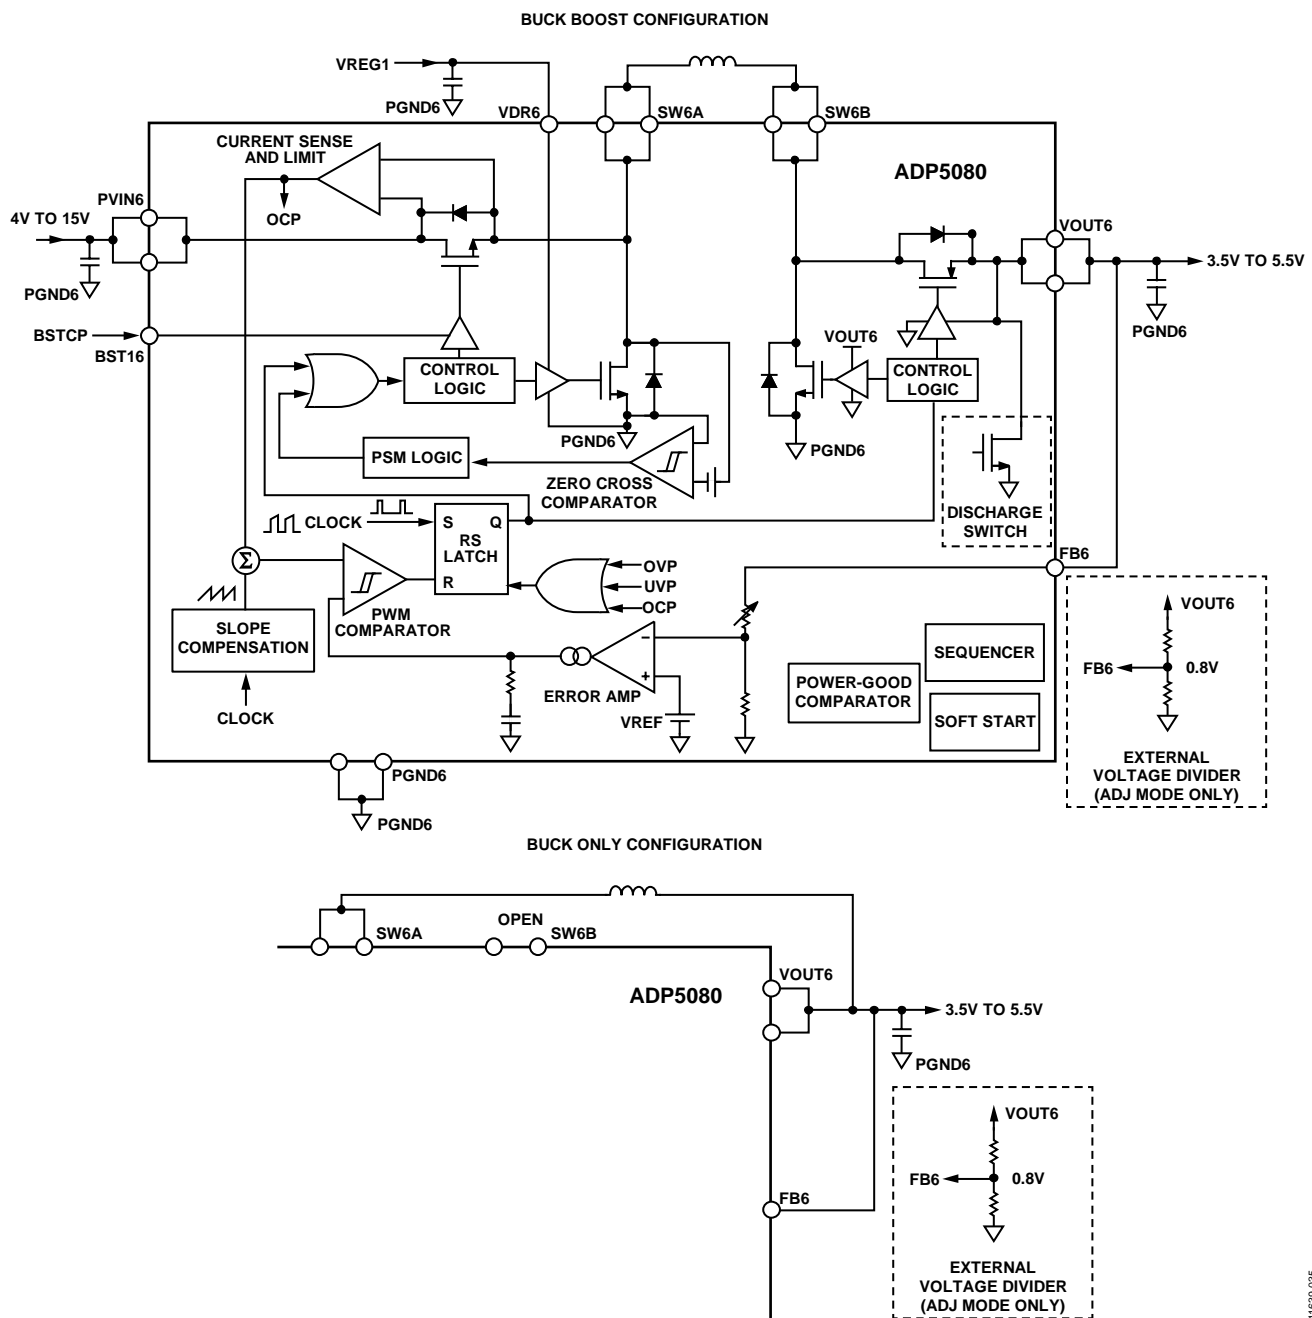 BUCK BOOST CONFIGURATION
VREG1
PGND6
VDR6
SW6A
SW6B
CURRENT SENSE
AND LIMIT
ADP5080
PVIN6
OCP
4V TO 15V
VOUT6
3.5V TO 5.5V
PGND6
PGND6
BSTCP
BST16
VOUT6
CONTROL
LOGIC
CONTROL
LOGIC
PGND6
PGND6
PSM LOGIC
ZERO CROSS
COMPARATOR
DISCHARGE
SWITCH
CLOCK
S
Q
RS
LATCH
R
OVP
UVP
OCP
FB6
Σ
PWM
COMPARATOR
SLOPE
COMPENSATION
CLOCK
−
+
ERROR AMP
VREF
SEQUENCER
POWER-GOOD
COMPARATOR
SOFT START
VOUT6
FB6
0.8V
EXTERNAL
VOLTAGE DIVIDER
(ADJ MODE ONLY)
PGND6
PGND6
BUCK ONLY CONFIGURATION
SW6A
OPEN
SW6B
VOUT6
ADP5080
3.5V TO 5.5V
PGND6
VOUT6
FB6
0.8V
FB6
EXTERNAL
VOLTAGE DIVIDER
(ADJ MODE ONLY)
11639-035